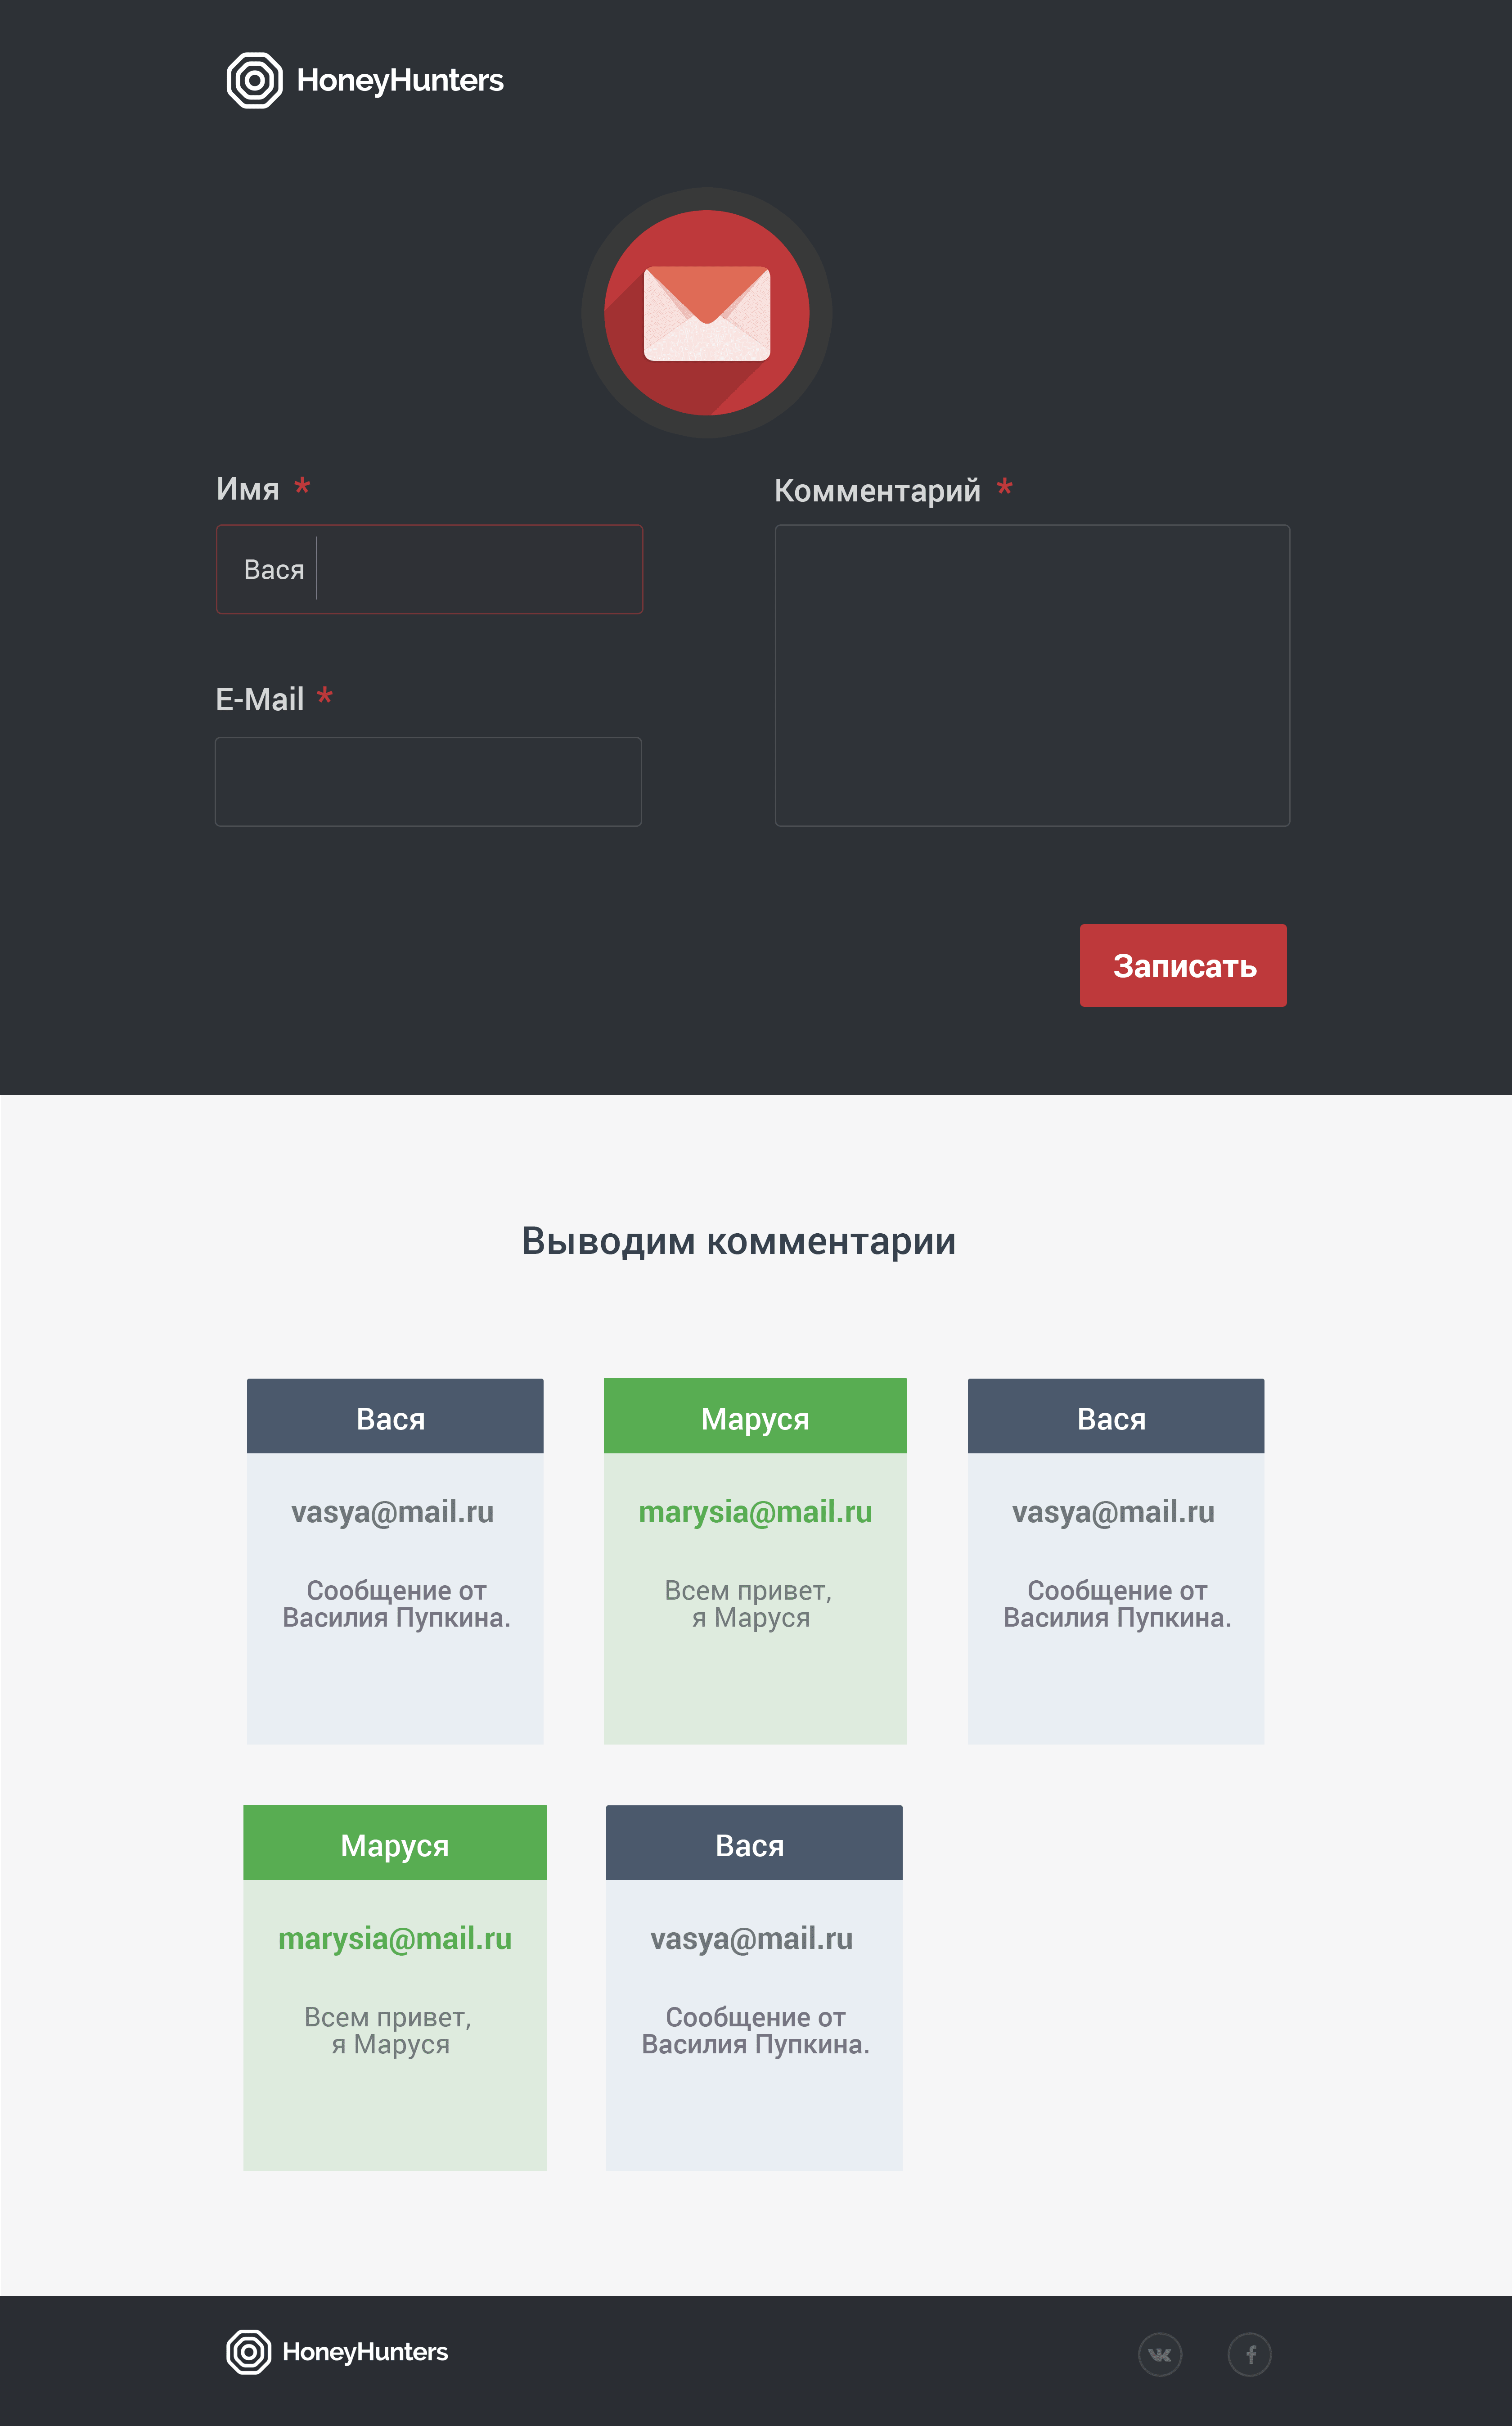 HoneyHunters
Имя *
Комментарий *
Вася
E-Mail *
Записать
Выводим комментарии
Вася
vasya@mail.ru
Сообщение от
Василия Пупкина.
Маруся
marysia@mail.ru
Всем привет,
я Маруся
Вася
vasya@mail.ru
Сообщение от
Василия Пупкина.
Маруся
marysia@mail.ru
Всем привет,
я Маруся
Вася
vasya@mail.ru
Сообщение от
Василия Пупкина.
HoneyHunters